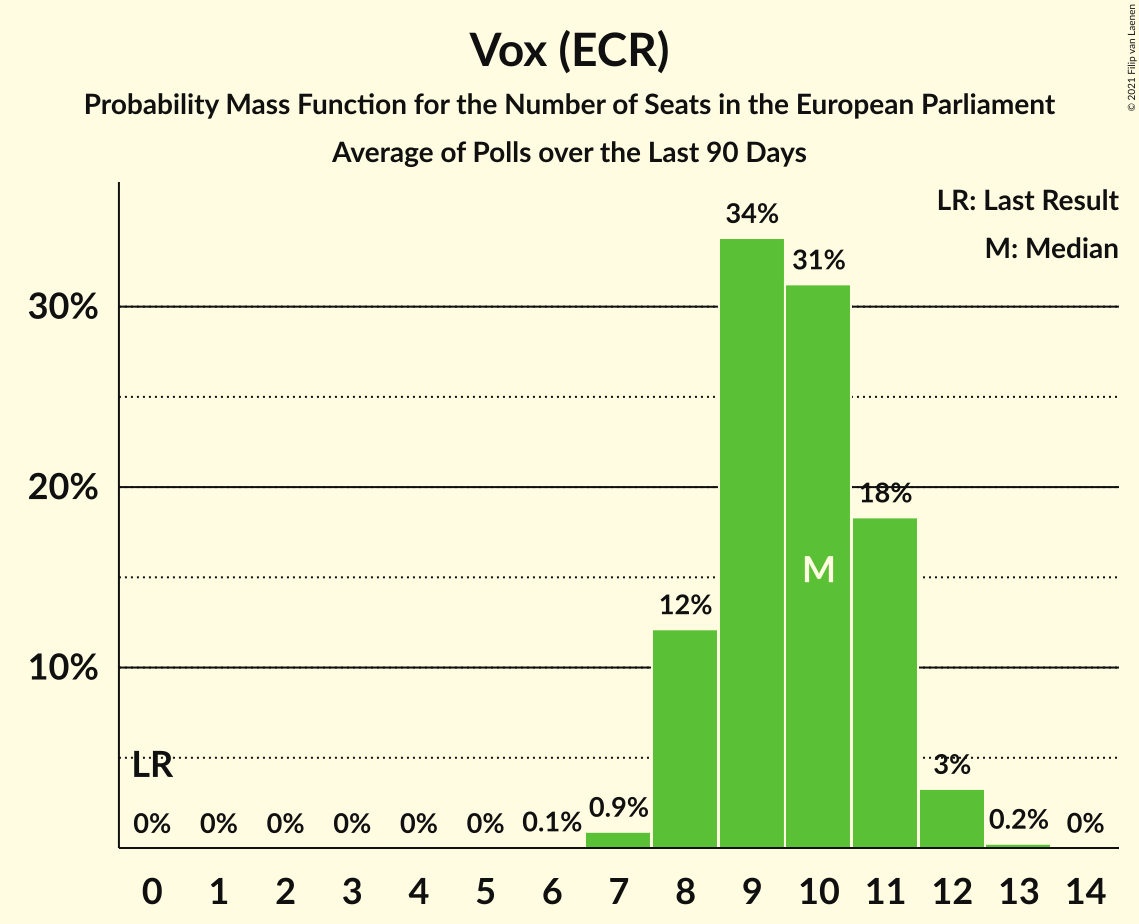 Vox (ECR)
Probability Mass Function for the Number of Seats in the European Parliament
Average of Polls over the Last 90 Days
© 2021 Filip van Laenen
LR: Last Result
M: Median
34%
31%
30%
20%
18%
M
12%
10%
LR
3%
0% 0% 0% 0% 0% 0% 0.1% 0.9% 0.2% 0%
0 1 2 3 4 5 6 7 8 9 10 11 12 13 14